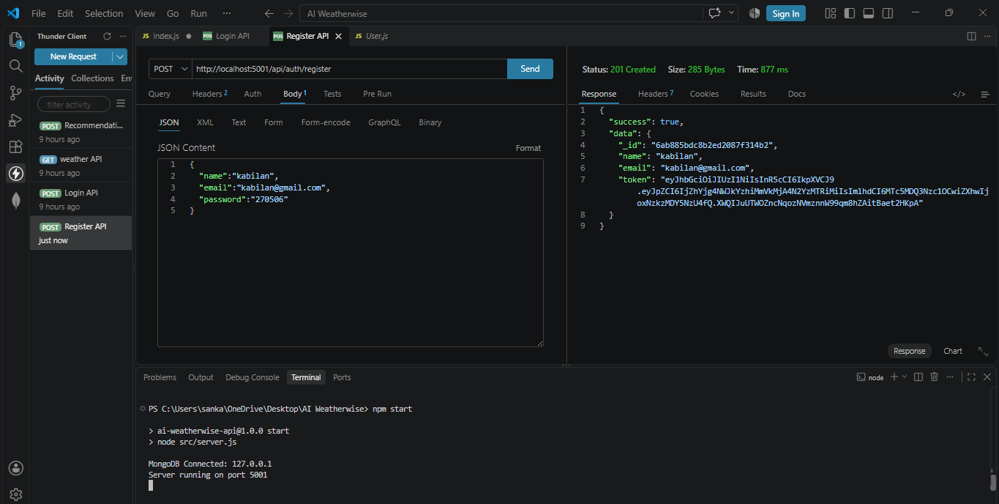 File Edit Selection View Go Run ··· AI Weatherwise Sign In
Thunder Client ···
New Request
Activity Collections En
filter activity
POST Recommendati...
9 hours ago
GET weather API
9 hours ago
POST Login API
9 hours ago
POST Register API
just now
1
JS index.js POS Login API POS Register API JS User.js ···
POST http://localhost:5001/api/auth/register Send
Query Headers 2 Auth Body 1 Tests Pre Run
JSON XML Text Form Form-encode GraphQL Binary
JSON Content Format
1 {
2 "name":"kabilan",
3 "email":"kabilan@gmail.com",
4 "password":"270506"
5 }
Status: 201 Created Size: 285 Bytes Time: 877 ms
Response Headers 7 Cookies Results Docs </>
1 {
2 "success": true,
3 "data": {
4 "_id": "6ab885bdc8b2ed2087f314b2",
5 "name": "kabilan",
6 "email": "kabilan@gmail.com",
7 "token": "eyJhbGciOiJIUzI1NiIsInR5cCI6IkpXVCJ9
.eyJpZCI6IjZhYjg4NWJkYzhiMmVkMjA4N2YzMTRiMiIsImlhdCI6MTc5MDQ3Nzc1OCwiZXhwIj
oxNzkzMDY5NzU4fQ.XWQIJuUTWOZncNqozNVmznnW99qm8hZAitBaet2HKpA"
8 }
9 }
Response Chart
Problems Output Debug Console Terminal Ports node ···
PS C:\Users\sanka\OneDrive\Desktop\AI Weatherwise> npm start
> ai-weatherwise-api@1.0.0 start
> node src/server.js
MongoDB Connected: 127.0.0.1
Server running on port 5001